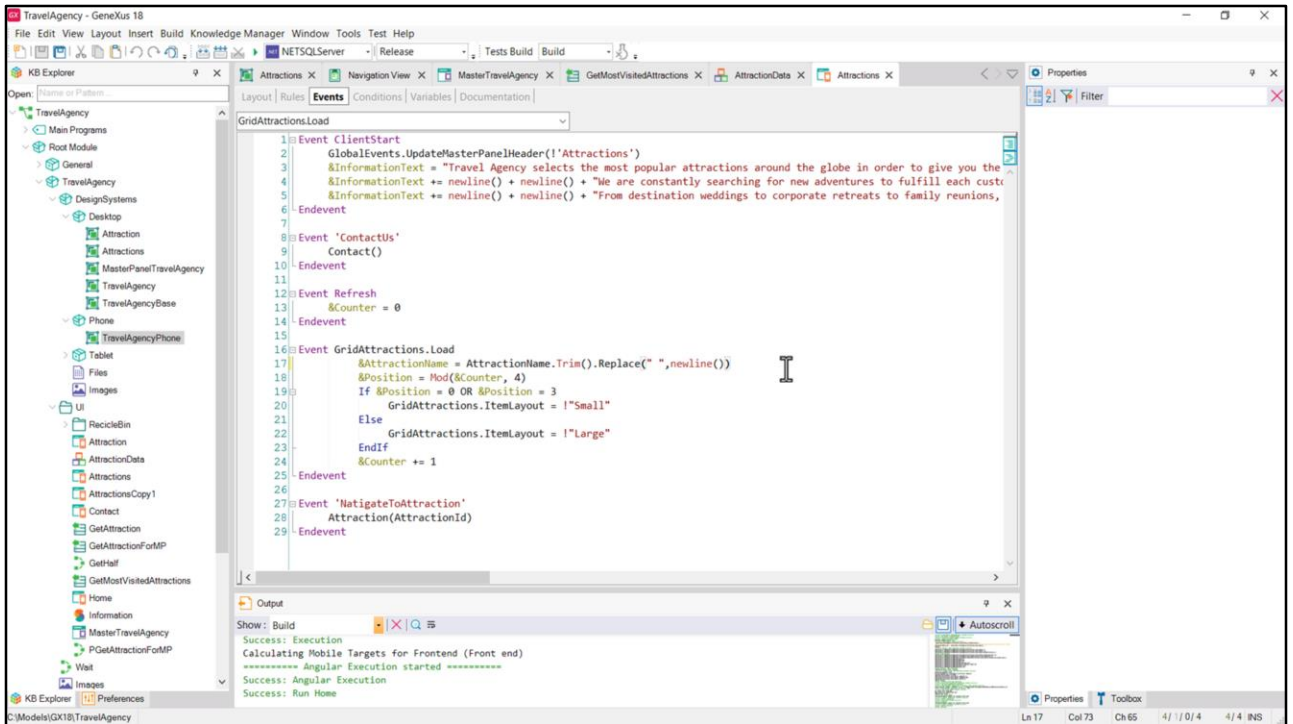 TravelAgency - GeneXus 18
File Edit View Layout Insert Build Knowledge Manager Window Tools Test Help
NETSQLServer Release Tests Build Build
KB Explorer
Open: Name or Pattern...
TravelAgency
Main Programs
Root Module
General
TravelAgency
DesignSystems
Desktop
Attraction
Attractions
MasterPanelTravelAgency
TravelAgency
TravelAgencyBase
Phone
TravelAgencyPhone
Tablet
Files
Images
UI
RecicleBin
Attraction
AttractionData
Attractions
AttractionsCopy1
Contact
GetAttraction
GetAttractionForMP
GetHalf
GetMostVisitedAttractions
Home
Information
MasterTravelAgency
PGetAttractionForMP
Wait
Images
KB Explorer Preferences
Attractions X Navigation View X MasterTravelAgency X GetMostVisitedAttractions X AttractionData X Attractions X
Layout | Rules | Events | Conditions | Variables | Documentation |
GridAttractions.Load
1 Event ClientStart
2 GlobalEvents.UpdateMasterPanelHeader(!'Attractions')
3 &InformationText = "Travel Agency selects the most popular attractions around the globe in order to give you the
4 &InformationText += newline() + newline() + "We are constantly searching for new adventures to fulfill each custo
5 &InformationText += newline() + newline() + "From destination weddings to corporate retreats to family reunions,
6 Endevent
7
8 Event 'ContactUs'
9 Contact()
10 Endevent
11
12 Event Refresh
13 &Counter = 0
14 Endevent
15
16 Event GridAttractions.Load
17 &AttractionName = AttractionName.Trim().Replace(" ",newline())
18 &Position = Mod(&Counter, 4)
19 If &Position = 0 OR &Position = 3
20 GridAttractions.ItemLayout = !"Small"
21 Else
22 GridAttractions.ItemLayout = !"Large"
23 EndIf
24 &Counter += 1
25 Endevent
26
27 Event 'NatigateToAttraction'
28 Attraction(AttractionId)
29 Endevent
Output
Show: Build Autoscroll
Success: Execution
Calculating Mobile Targets for Frontend (Front end)
========== Angular Execution started ==========
Success: Angular Execution
Success: Run Home
Properties
Filter
Properties Toolbox
C:\Models\GX18\TravelAgency Ln 17 Col 73 Ch 65 4/1/0/4 4/4 INS